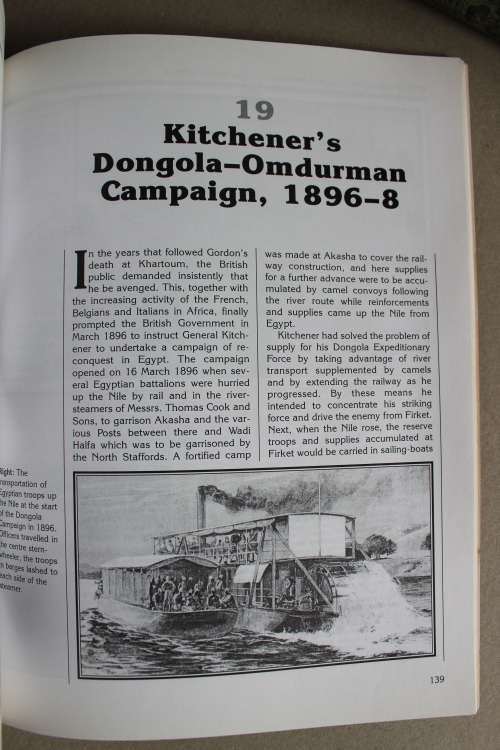 19
Kitchener's
Dongola–Omdurman
Campaign, 1896–8
In the years that followed Gordon's
death at Khartoum, the British
public demanded insistently that
he be avenged. This, together with
the increasing activity of the French,
Belgians and Italians in Africa, finally
prompted the British Government in
March 1896 to instruct General Kitch-
ener to undertake a campaign of re-
conquest in Egypt. The campaign
opened on 16 March 1896 when sev-
eral Egyptian battalions were hurried
up the Nile by rail and in the river-
steamers of Messrs. Thomas Cook and
Sons, to garrison Akasha and the var-
ious Posts between there and Wadi
Halfa which was to be garrisoned by
the North Staffords. A fortified camp
was made at Akasha to cover the rail-
way construction, and here supplies
for a further advance were to be accu-
mulated by camel convoys following
the river route while reinforcements
and supplies came up the Nile from
Egypt.
Kitchener had solved the problem of
supply for his Dongola Expeditionary
Force by taking advantage of river
transport supplemented by camels
and by extending the railway as he
progressed. By these means he
intended to concentrate his striking
force and drive the enemy from Firket.
Next, when the Nile rose, the reserve
troops and supplies accumulated at
Firket would be carried in sailing-boats
Right: The
transportation of
Egyptian troops up
the Nile at the start
of the Dongola
Campaign in 1896.
Officers travelled in
the centre stern-
wheeler, the troops
in barges lashed to
each side of the
steamer.
139